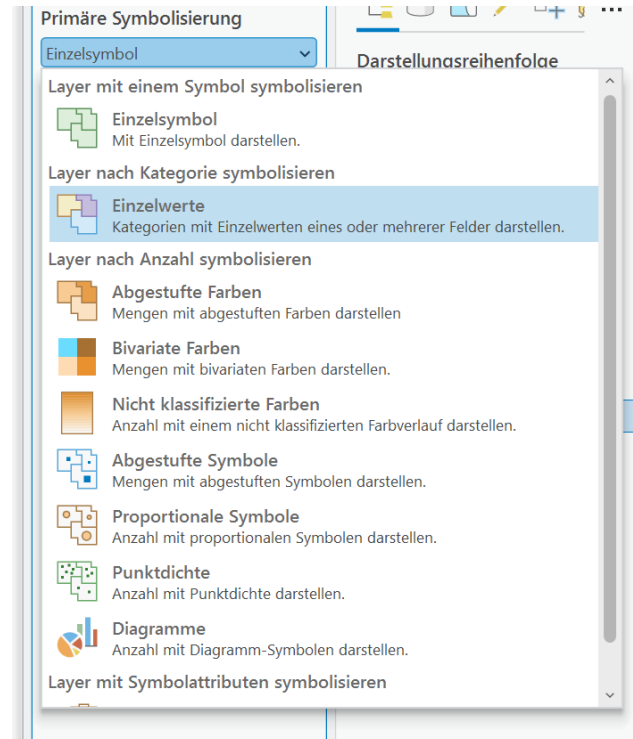 Primäre Symbolisierung
Einzelsymbol
Darstellungsreihenfolge
Layer mit einem Symbol symbolisieren
Einzelsymbol
Mit Einzelsymbol darstellen.
Layer nach Kategorie symbolisieren
Einzelwerte
Kategorien mit Einzelwerten eines oder mehrerer Felder darstellen.
Layer nach Anzahl symbolisieren
Abgestufte Farben
Mengen mit abgestuften Farben darstellen
Bivariate Farben
Mengen mit bivariaten Farben darstellen.
Nicht klassifizierte Farben
Anzahl mit einem nicht klassifizierten Farbverlauf darstellen.
Abgestufte Symbole
Mengen mit abgestuften Symbolen darstellen.
Proportionale Symbole
Anzahl mit proportionalen Symbolen darstellen.
Punktdichte
Anzahl mit Punktdichte darstellen.
Diagramme
Anzahl mit Diagramm-Symbolen darstellen.
Layer mit Symbolattributen symbolisieren